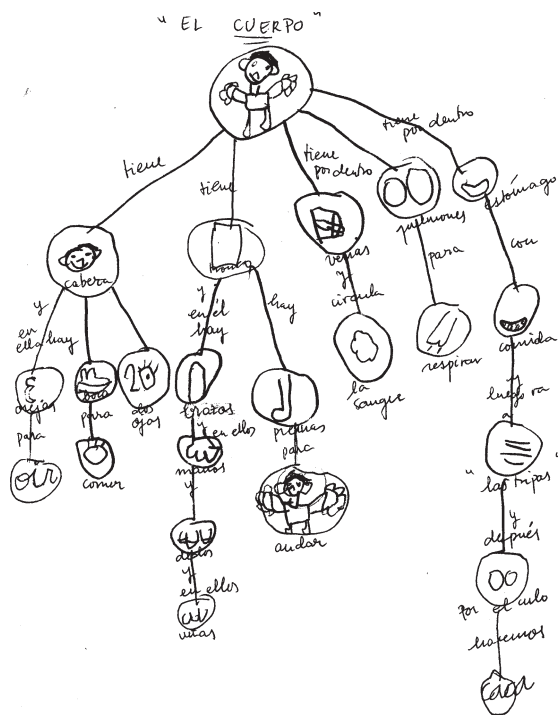 "EL CUERPO"
tiene
cabeza
y
en
ella hay
orejas
para
oír
boca
para
comer
2
dos
ojos
tiene
tronco
y
en él
hay
brazos
y en ellos
manos
y
dedos
y
en ellos
uñas
hay
piernas
para
andar
tiene
por dentro
venas
y
circula
la
sangre
pulmones
para
respirar
tiene
por dentro
estómago
con
comida
y
luego va
a
"las tripas"
y
después
por el culo
hacemos
caca